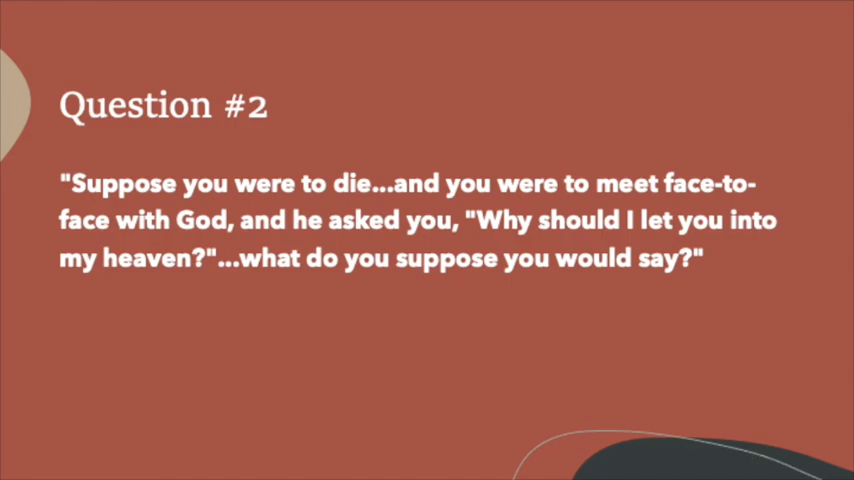 Question #2
"Suppose you were to die...and you were to meet face-to-
face with God, and he asked you, "Why should I let you into
my heaven?"...what do you suppose you would say?"